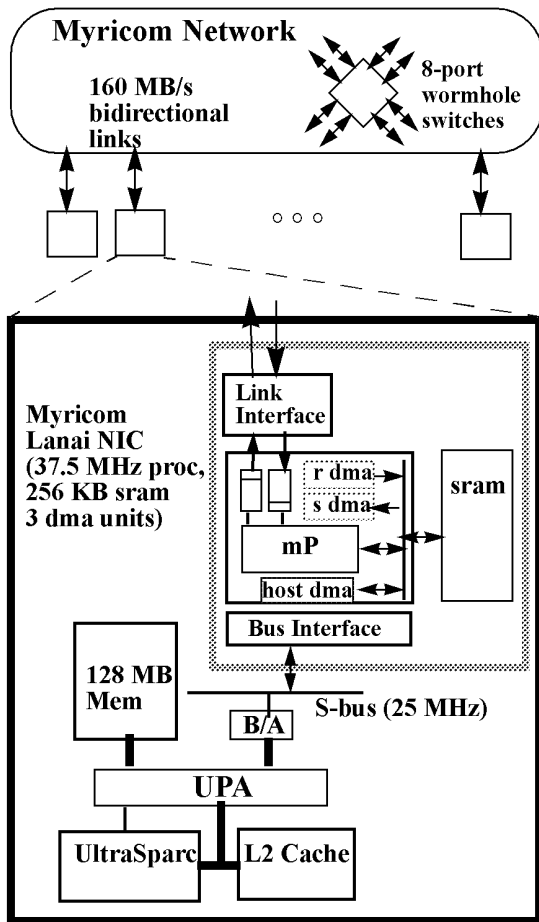 Myricom Network
160 MB/s
bidirectional
links
8-port
wormhole
switches
Myricom
Lanai NIC
(37.5 MHz proc,
256 KB sram
3 dma units)
Link
Interface
r dma
s dma
mP
host dma
sram
Bus Interface
128 MB
Mem
S-bus (25 MHz)
B/A
UPA
UltraSparc
L2 Cache